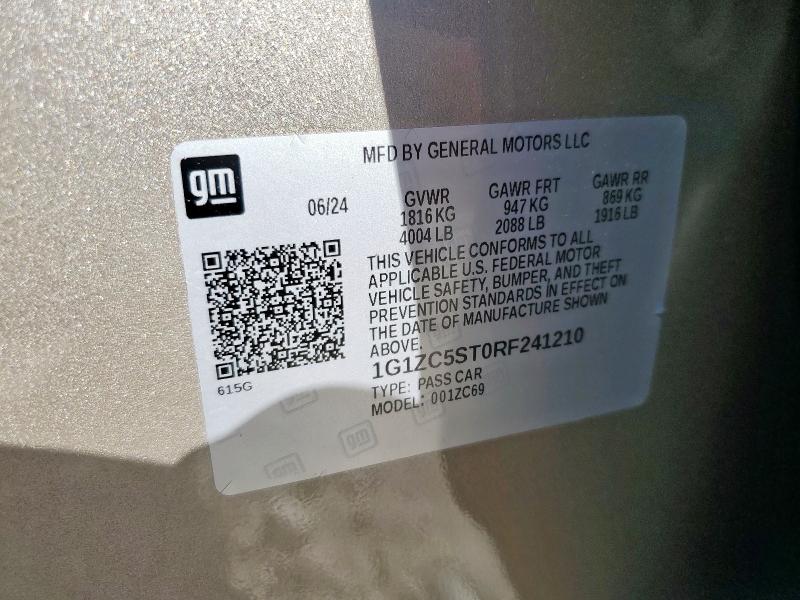 gm
MFD BY GENERAL MOTORS LLC
06/24
GVWR
1816 KG
4004 LB
GAWR FRT
947 KG
2088 LB
GAWR RR
869 KG
1916 LB
THIS VEHICLE CONFORMS TO ALL
APPLICABLE U.S. FEDERAL MOTOR
VEHICLE SAFETY, BUMPER, AND THEFT
PREVENTION STANDARDS IN EFFECT ON
THE DATE OF MANUFACTURE SHOWN
ABOVE.
1G1ZC5ST0RF241210
TYPE: PASS CAR
MODEL: 001ZC69
615G
gm
gm